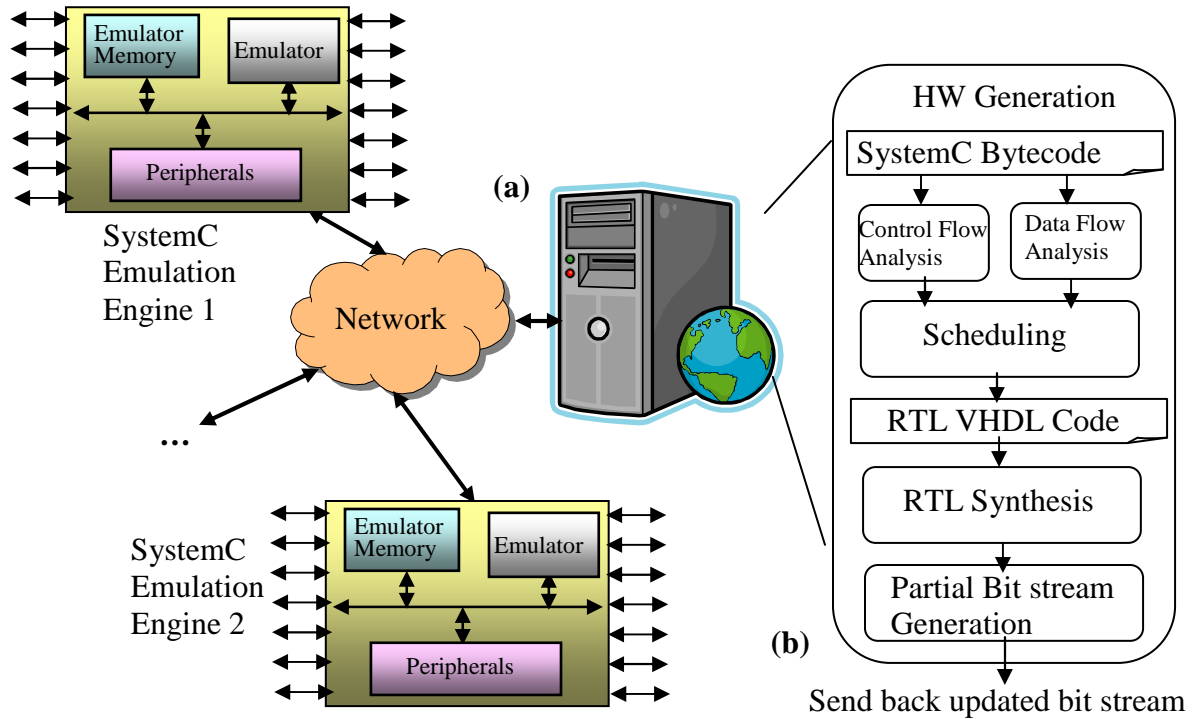 Emulator
Memory
Emulator
Peripherals
SystemC
Emulation
Engine 1
(a)
Network
...
SystemC
Emulation
Engine 2
Emulator
Memory
Emulator
Peripherals
HW Generation
SystemC Bytecode
Control Flow
Analysis
Data Flow
Analysis
Scheduling
RTL VHDL Code
RTL Synthesis
Partial Bit stream
Generation
(b)
Send back updated bit stream